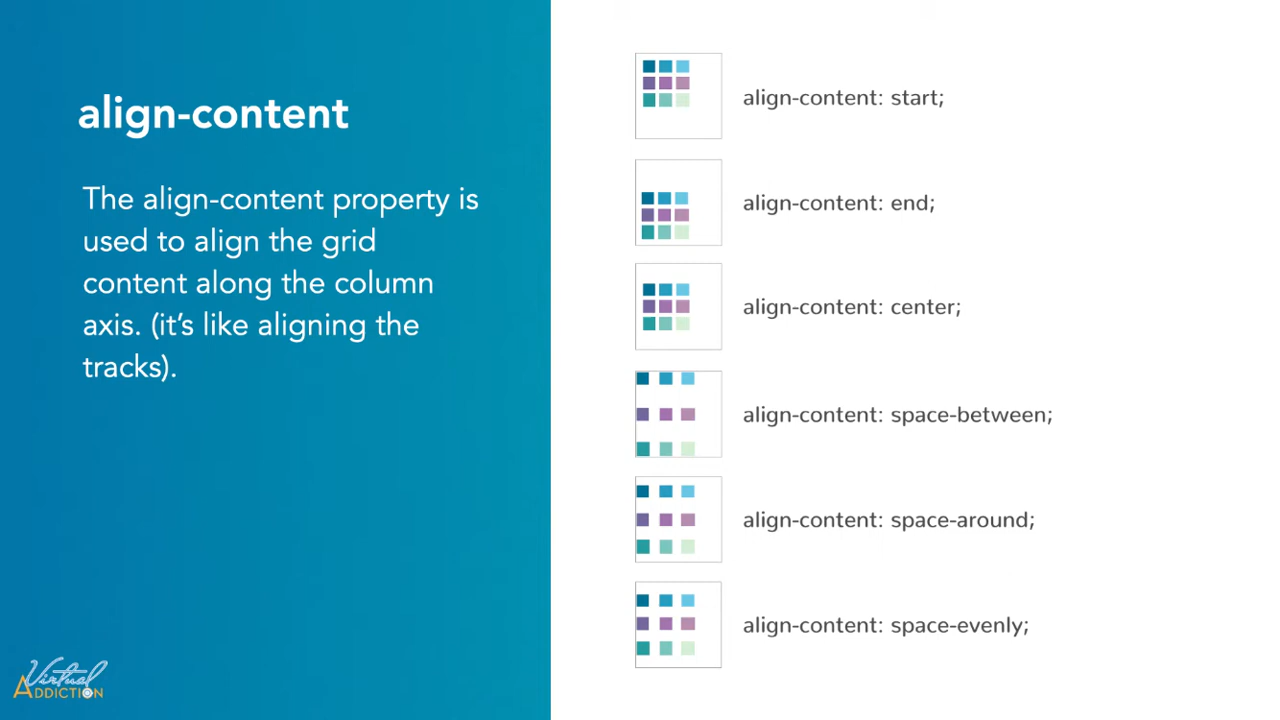 align-content
The align-content property is
used to align the grid
content along the column
axis. (it’s like aligning the
tracks).
align-content: start;
align-content: end;
align-content: center;
align-content: space-between;
align-content: space-around;
align-content: space-evenly;
Virtual
ADDICTION